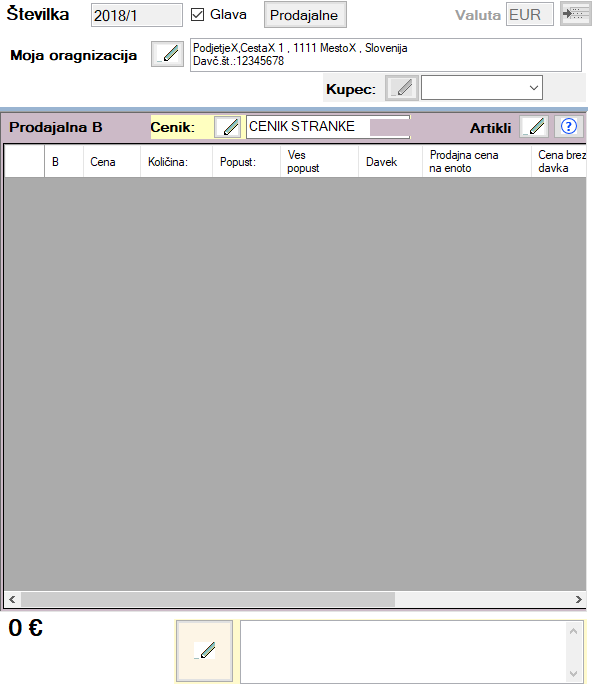 Številka 2018/1 Glava Prodajalne Valuta EUR
Moja oragnizacija PodjetjeX,CestaX 1 , 1111 MestoX , Slovenija
Davč.št.:12345678
Kupec:
Prodajalna B Cenik: CENIK STRANKE Artikli ?
B Cena Količina: Popust: Ves popust Davek Prodajna cena na enoto Cena brez davka
0 €